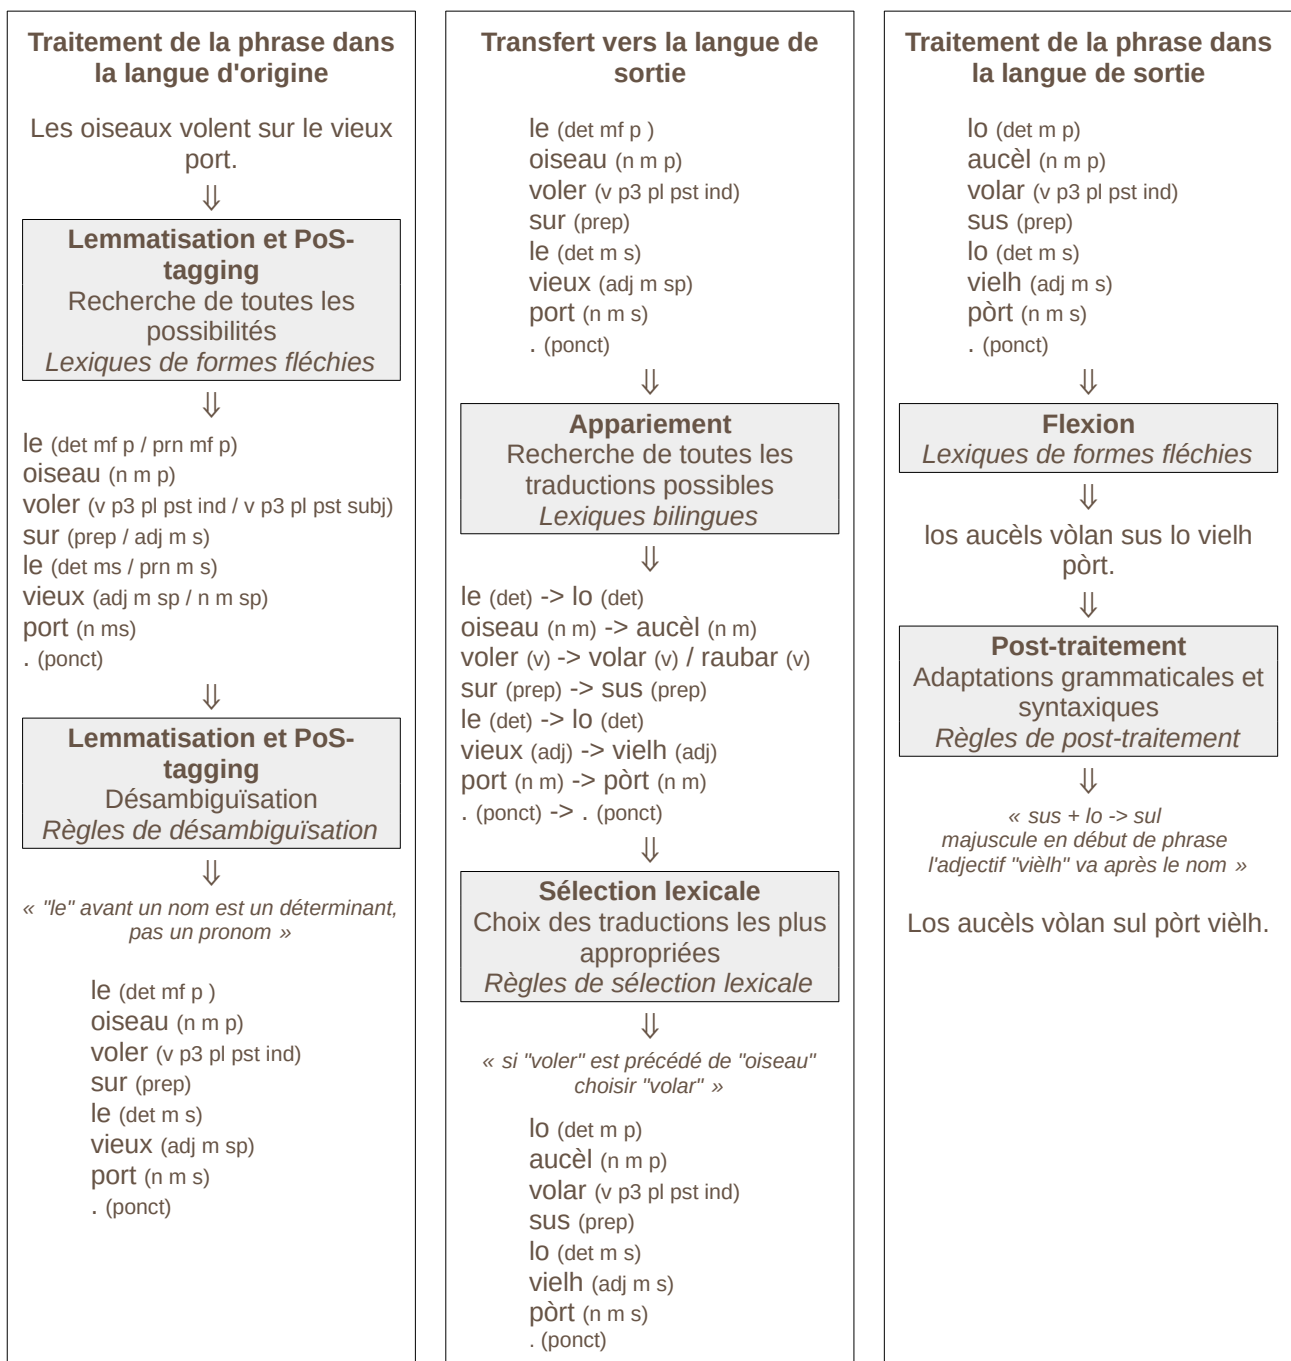 Traitement de la phrase dans
la langue d'origine
Les oiseaux volent sur le vieux
port.
⇓
Lemmatisation et PoS-
tagging
Recherche de toutes les
possibilités
Lexiques de formes fléchies
⇓
le (det mf p / prn mf p)
oiseau (n m p)
voler (v p3 pl pst ind / v p3 pl pst subj)
sur (prep / adj m s)
le (det ms / prn m s)
vieux (adj m sp / n m sp)
port (n ms)
. (ponct)
⇓
Lemmatisation et PoS-
tagging
Désambiguïsation
Règles de désambiguïsation
⇓
« "le" avant un nom est un déterminant,
pas un pronom »
le (det mf p )
oiseau (n m p)
voler (v p3 pl pst ind)
sur (prep)
le (det m s)
vieux (adj m sp)
port (n m s)
. (ponct)
Transfert vers la langue de
sortie
le (det mf p )
oiseau (n m p)
voler (v p3 pl pst ind)
sur (prep)
le (det m s)
vieux (adj m sp)
port (n m s)
. (ponct)
⇓
Appariement
Recherche de toutes les
traductions possibles
Lexiques bilingues
⇓
le (det) -> lo (det)
oiseau (n m) -> aucèl (n m)
voler (v) -> volar (v) / raubar (v)
sur (prep) -> sus (prep)
le (det) -> lo (det)
vieux (adj) -> vielh (adj)
port (n m) -> pòrt (n m)
. (ponct) -> . (ponct)
⇓
Sélection lexicale
Choix des traductions les plus
appropriées
Règles de sélection lexicale
⇓
« si "voler" est précédé de "oiseau"
choisir "volar" »
lo (det m p)
aucèl (n m p)
volar (v p3 pl pst ind)
sus (prep)
lo (det m s)
vielh (adj m s)
pòrt (n m s)
. (ponct)
Traitement de la phrase dans
la langue de sortie
lo (det m p)
aucèl (n m p)
volar (v p3 pl pst ind)
sus (prep)
lo (det m s)
vielh (adj m s)
pòrt (n m s)
. (ponct)
⇓
Flexion
Lexiques de formes fléchies
⇓
los aucèls vòlan sus lo vielh
pòrt.
⇓
Post-traitement
Adaptations grammaticales et
syntaxiques
Règles de post-traitement
⇓
« sus + lo -> sul
majuscule en début de phrase
l'adjectif "vièlh" va après le nom »
Los aucèls vòlan sul pòrt vièlh.